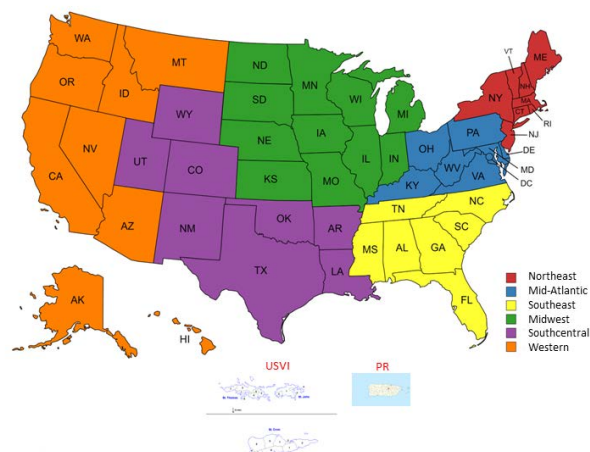 WA
MT
ND
MN
VT
ME
OR
ID
SD
WI
MI
NY
NH
MA
CT
RI
WY
NE
IA
PA
NJ
NV
UT
CO
KS
MO
IL
IN
OH
WV
VA
DE
MD
DC
CA
KY
AZ
NM
OK
AR
TN
NC
SC
TX
LA
MS
AL
GA
FL
AK
HI
Northeast
Mid-Atlantic
Southeast
Midwest
Southcentral
Western
USVI
PR